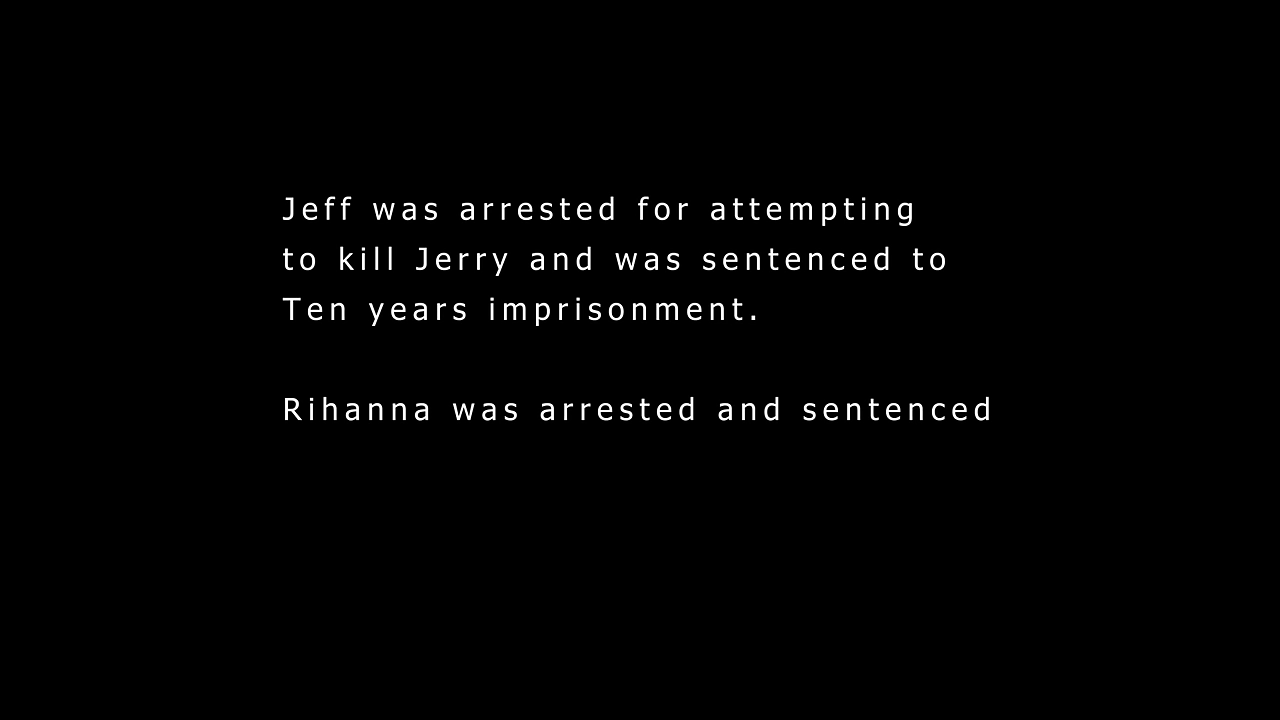 Jeff was arrested for attempting
to kill Jerry and was sentenced to
Ten years imprisonment.
Rihanna was arrested and sentenced